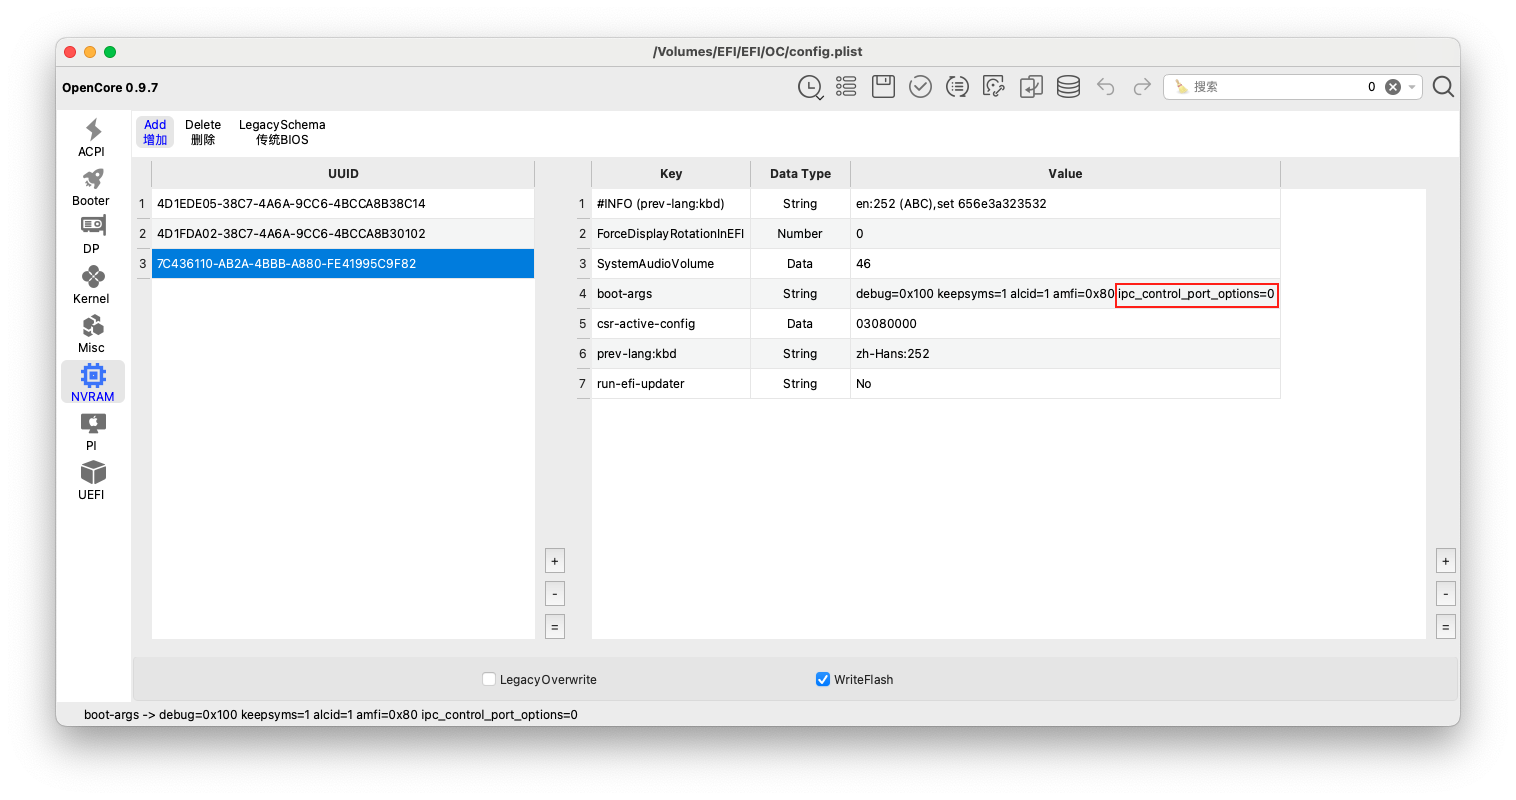 /Volumes/EFI/EFI/OC/config.plist
OpenCore 0.9.7
搜索 0
ACPI
Booter
DP
Kernel
Misc
NVRAM
PI
UEFI
Add Delete LegacySchema
增加 删除 传统BIOS
UUID
1 4D1EDE05-38C7-4A6A-9CC6-4BCCA8B38C14
2 4D1FDA02-38C7-4A6A-9CC6-4BCCA8B30102
3 7C436110-AB2A-4BBB-A880-FE41995C9F82
+
-
=
Key Data Type Value
1 #INFO (prev-lang:kbd) String en:252 (ABC),set 656e3a323532
2 ForceDisplayRotationInEFI Number 0
3 SystemAudioVolume Data 46
4 boot-args String debug=0x100 keepsyms=1 alcid=1 amfi=0x80 ipc_control_port_options=0
5 csr-active-config Data 03080000
6 prev-lang:kbd String zh-Hans:252
7 run-efi-updater String No
+
-
=
LegacyOverwrite WriteFlash
boot-args -> debug=0x100 keepsyms=1 alcid=1 amfi=0x80 ipc_control_port_options=0